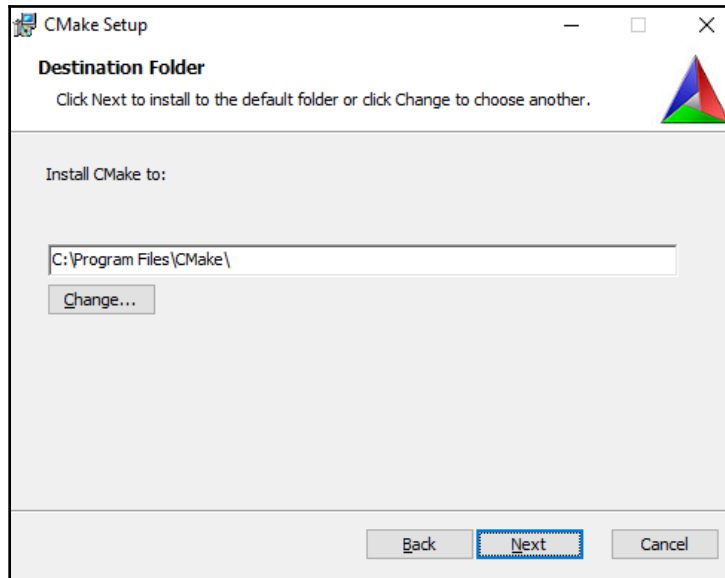 CMake Setup
Destination Folder
Click Next to install to the default folder or click Change to choose another.
Install CMake to:
C:\Program Files\CMake\
Change...
Back Next Cancel